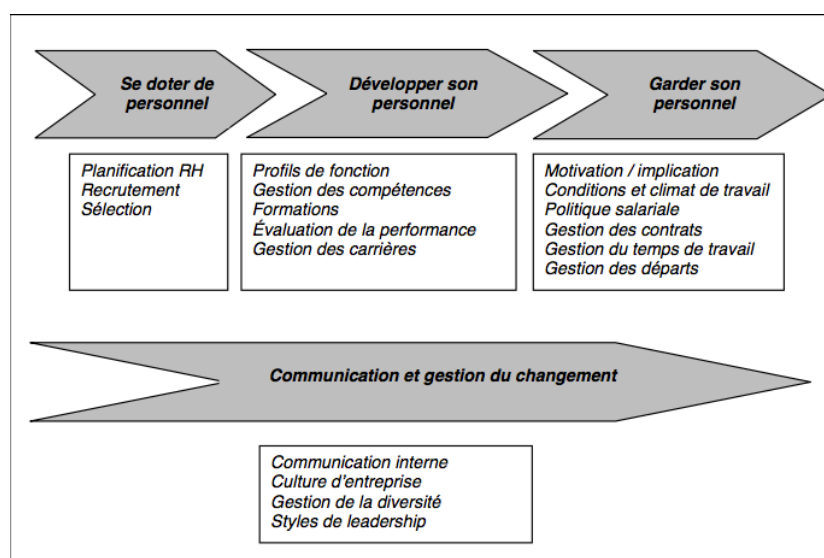 Se doter de
personnel
Développer son
personnel
Garder son
personnel
Planification RH
Recrutement
Sélection
Profils de fonction
Gestion des compétences
Formations
Évaluation de la performance
Gestion des carrières
Motivation / implication
Conditions et climat de travail
Politique salariale
Gestion des contrats
Gestion du temps de travail
Gestion des départs
Communication et gestion du changement
Communication interne
Culture d'entreprise
Gestion de la diversité
Styles de leadership